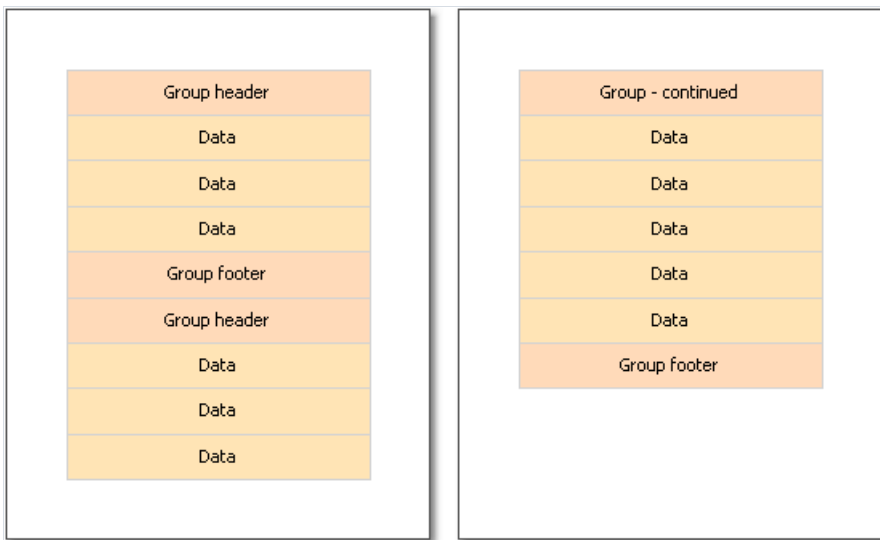 Group header
Data
Data
Data
Group footer
Group header
Data
Data
Data
Group - continued
Data
Data
Data
Data
Data
Group footer